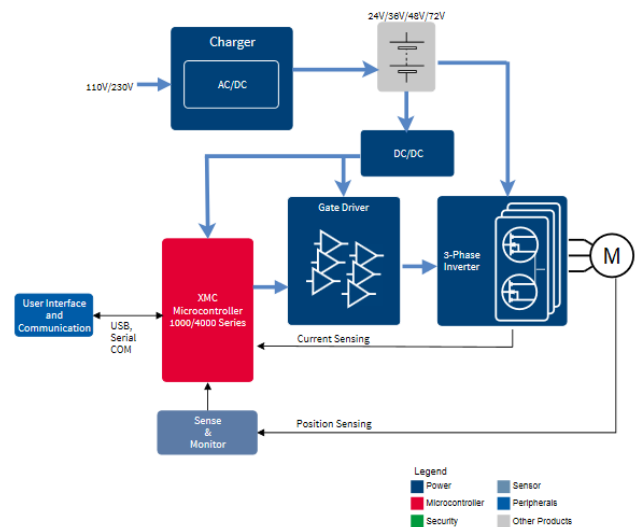 24V/36V/48V/72V
Charger
AC/DC
110V/230V
DC/DC
Gate Driver
3-Phase
Inverter
M
XMC
Microcontroller
1000/4000 Series
User Interface
and
Communication
USB,
Serial
COM
Current Sensing
Sense
&
Monitor
Position Sensing
Legend
Power
Sensor
Microcontroller
Peripherals
Security
Other Products